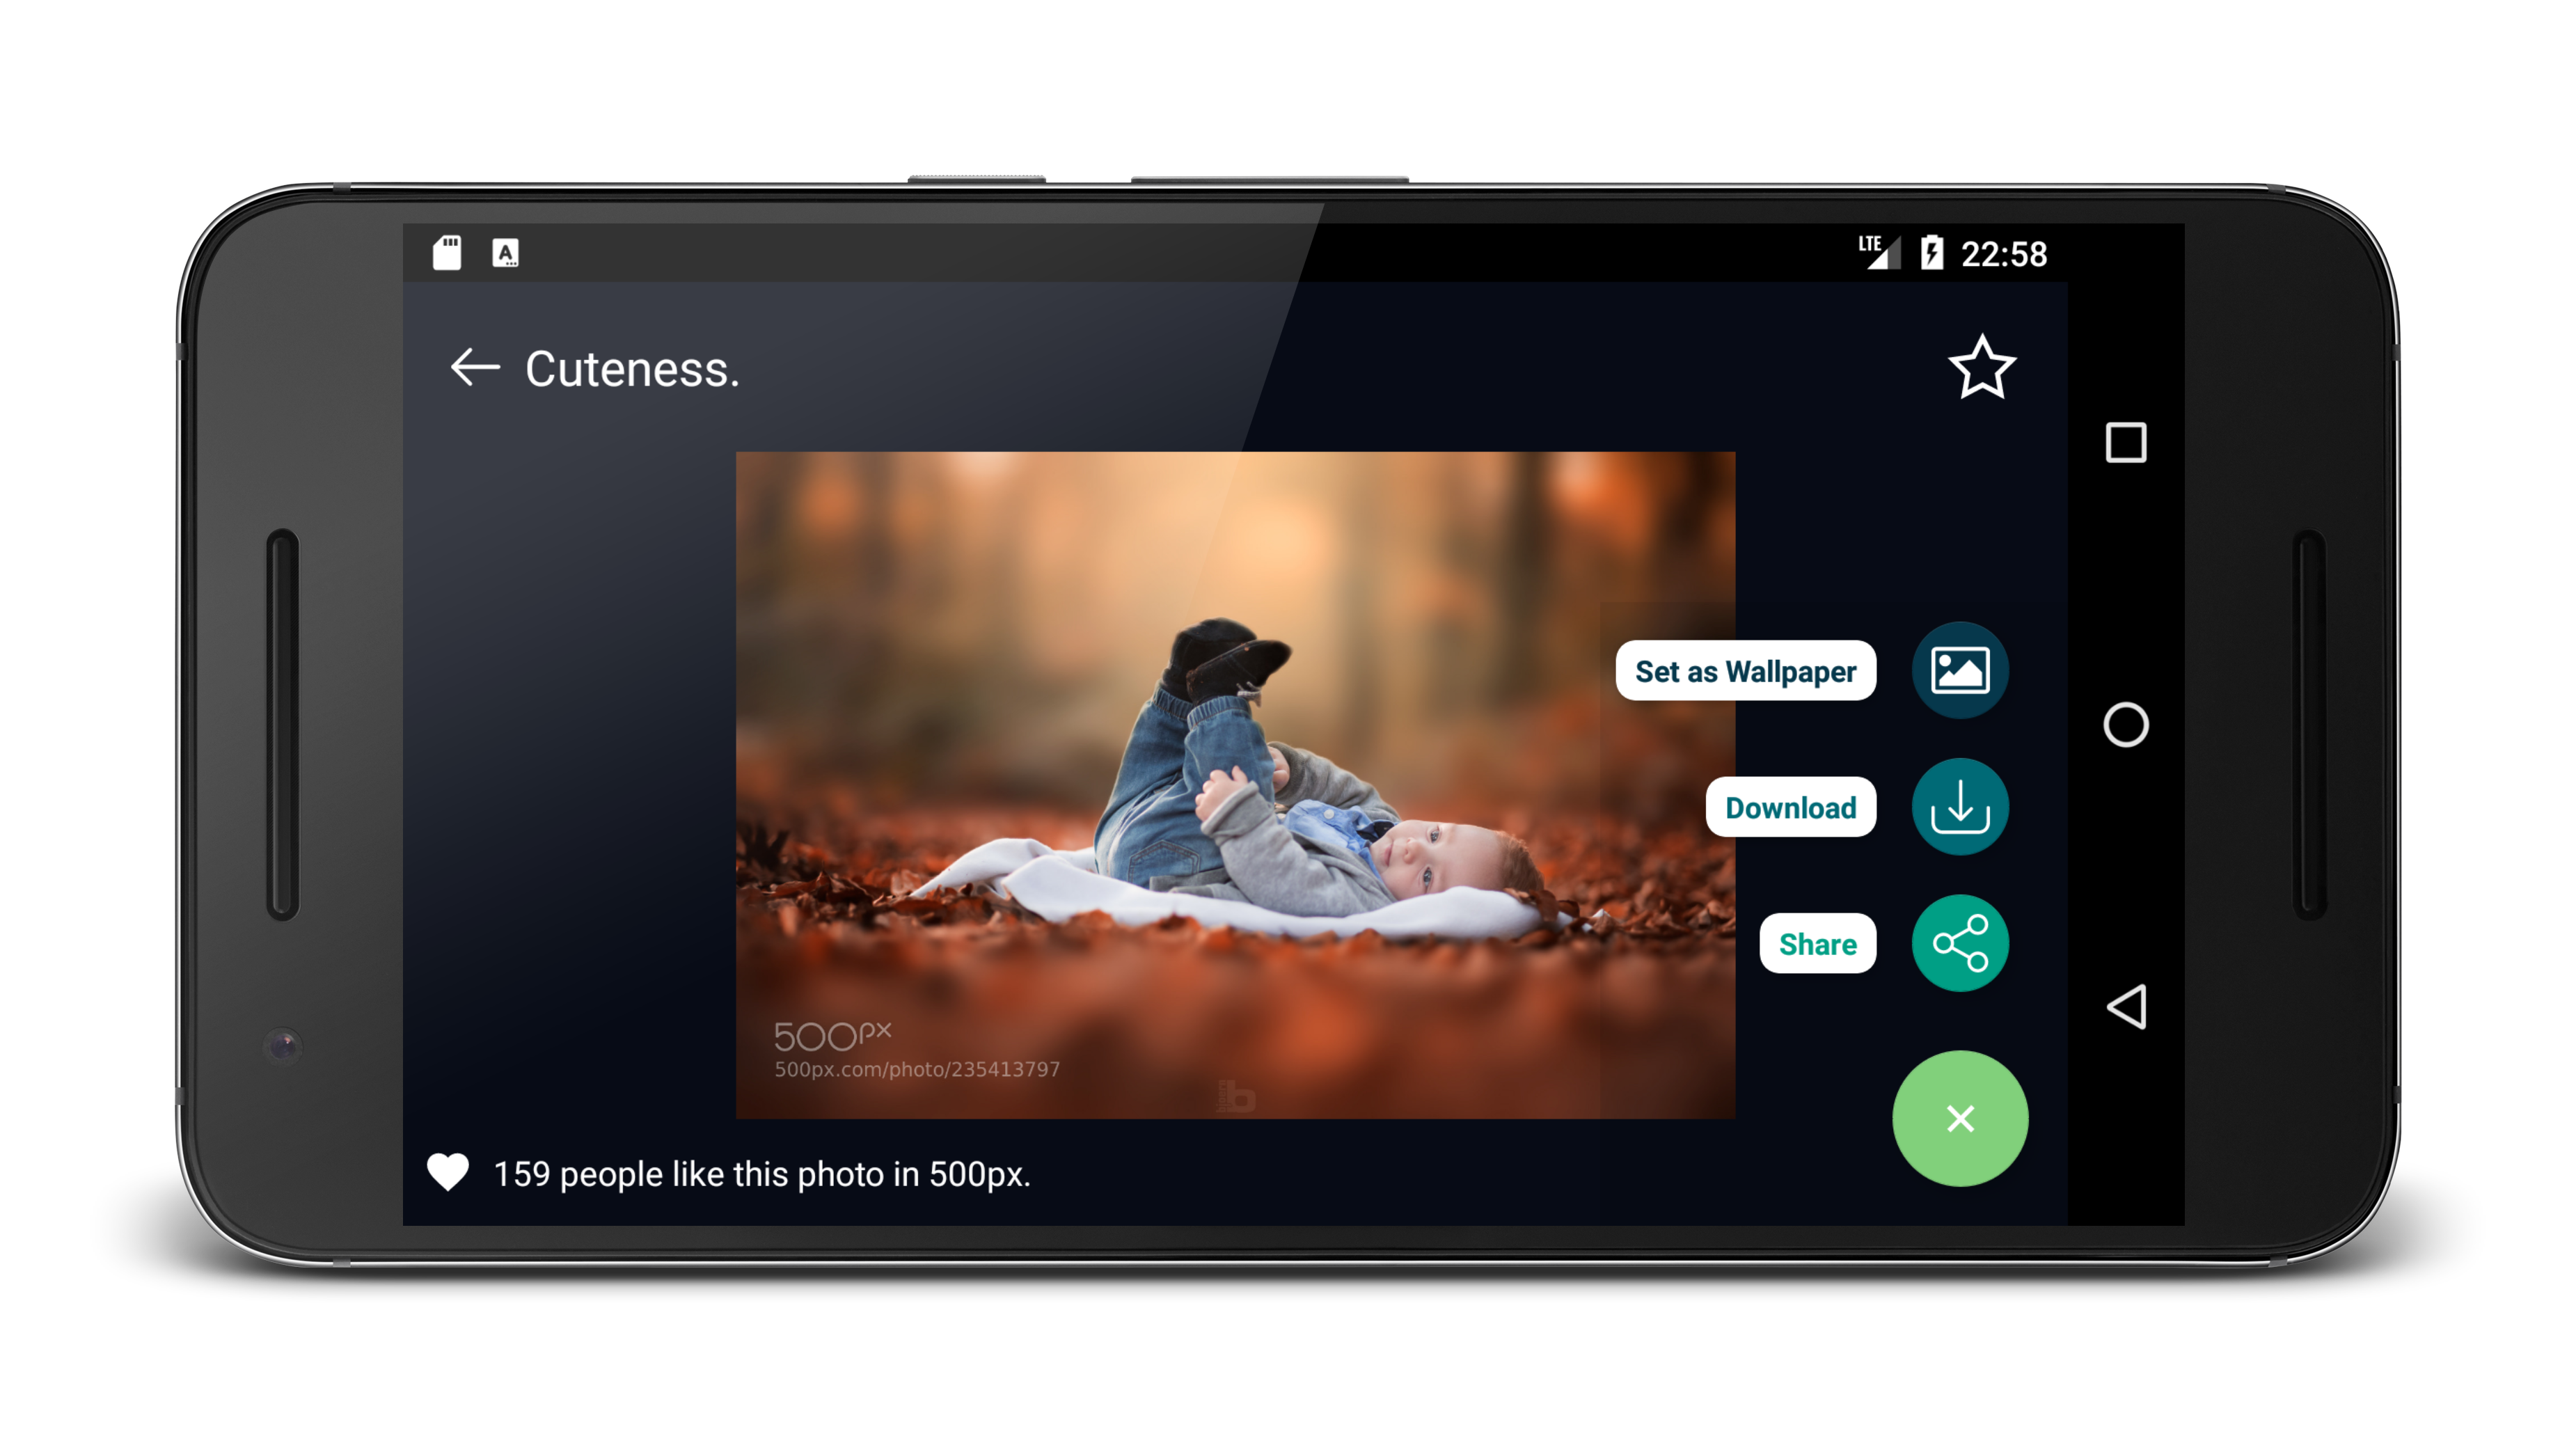 LTE 22:58
Cuteness.
Set as Wallpaper
Download
Share
500px
500px.com/photo/235413797
159 people like this photo in 500px.